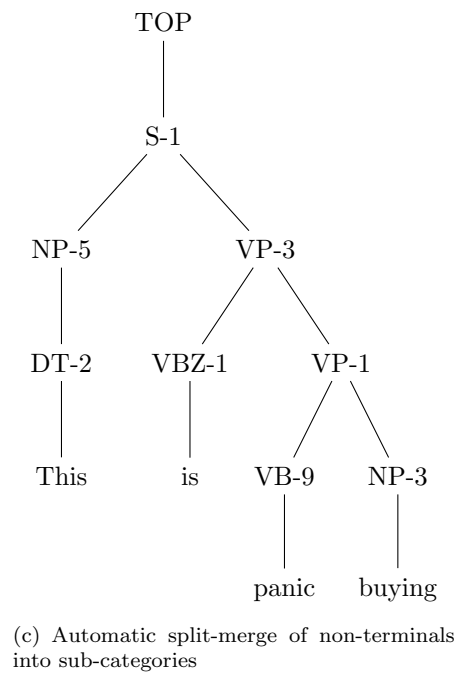 TOP
S-1
NP-5 VP-3
DT-2 VBZ-1 VP-1
This is VB-9 NP-3
panic buying
(c) Automatic split-merge of non-terminals
into sub-categories